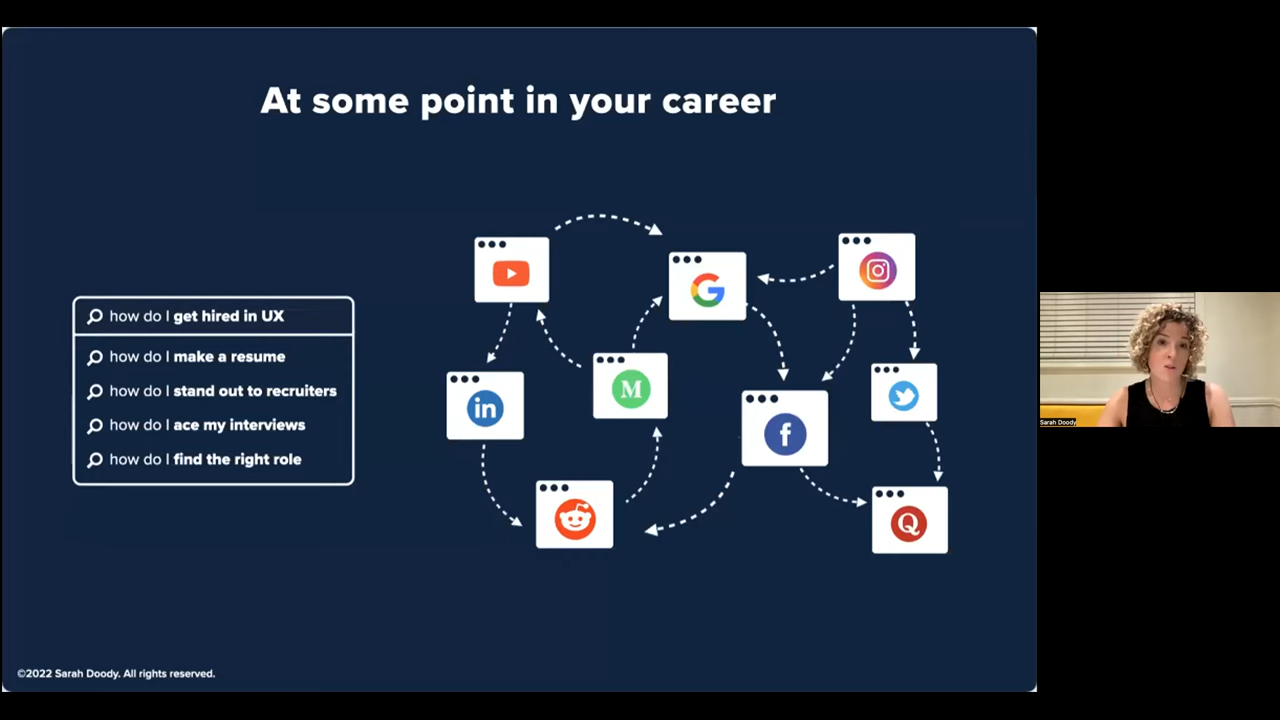 At some point in your career
how do I get hired in UX
how do I make a resume
how do I stand out to recruiters
how do I ace my interviews
how do I find the right role
G
in
M
f
Q
©2022 Sarah Doody. All rights reserved.
Sarah Doody